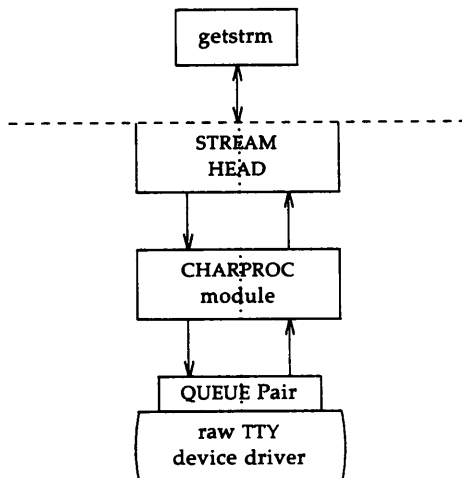 getstrm
STREAM
HEAD
CHARPROC
module
QUEUE Pair
raw TTY
device driver